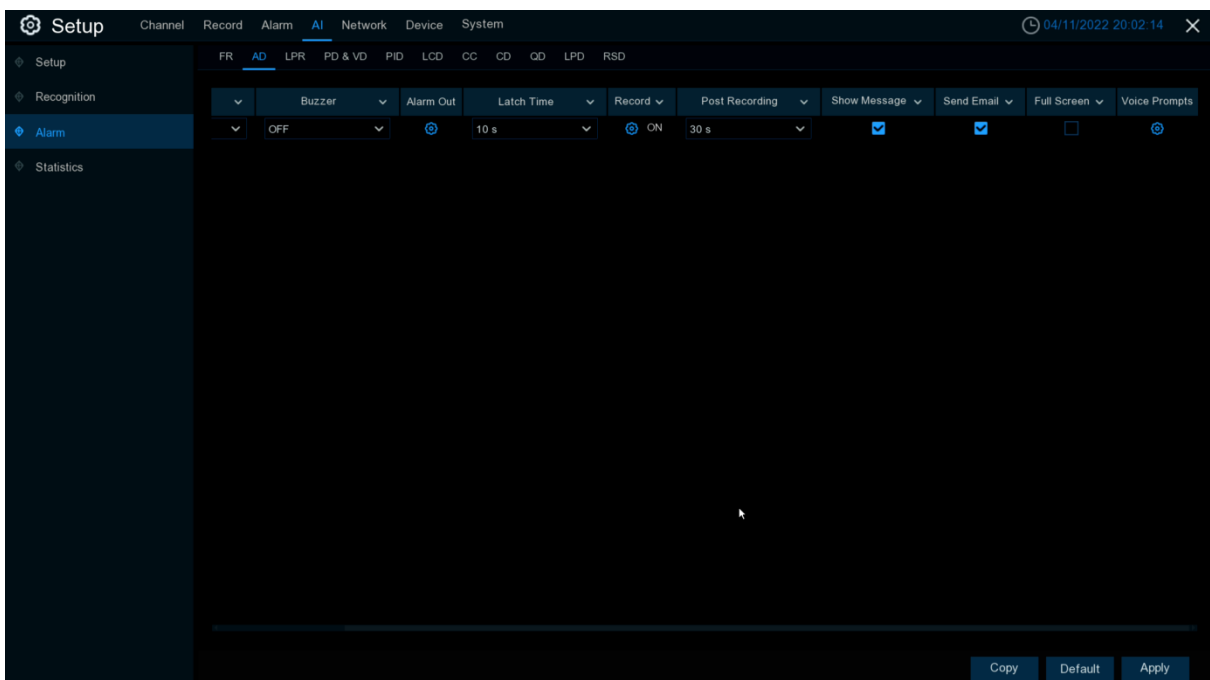 Setup Channel Record Alarm AI Network Device System 04/11/2022 20:02:14
Setup
Recognition
Alarm
Statistics
FR AD LPR PD & VD PID LCD CC CD QD LPD RSD
Buzzer Alarm Out Latch Time Record Post Recording Show Message Send Email Full Screen Voice Prompts
OFF 10 s ON 30 s
Copy Default Apply